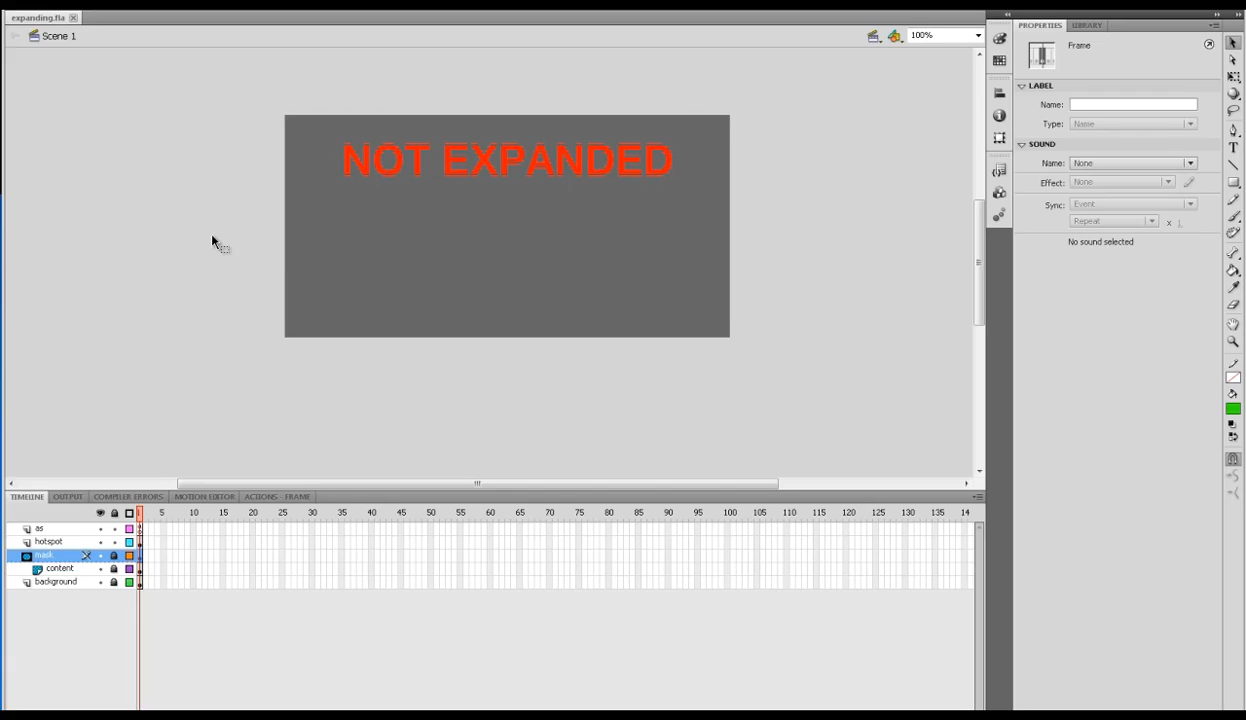 expanding.fla
Scene 1
100%
NOT EXPANDED
PROPERTIES LIBRARY
Frame
LABEL
Name:
Type: Name
SOUND
Name: None
Effect: None
Sync: Event
Repeat x 1
No sound selected
TIMELINE OUTPUT COMPILER ERRORS MOTION EDITOR ACTIONS - FRAME
1 5 10 15 20 25 30 35 40 45 50 55 60 65 70 75 80 85 90 95 100 105 110 115 120 125 130 135 14
as
hotspot
mask
content
background